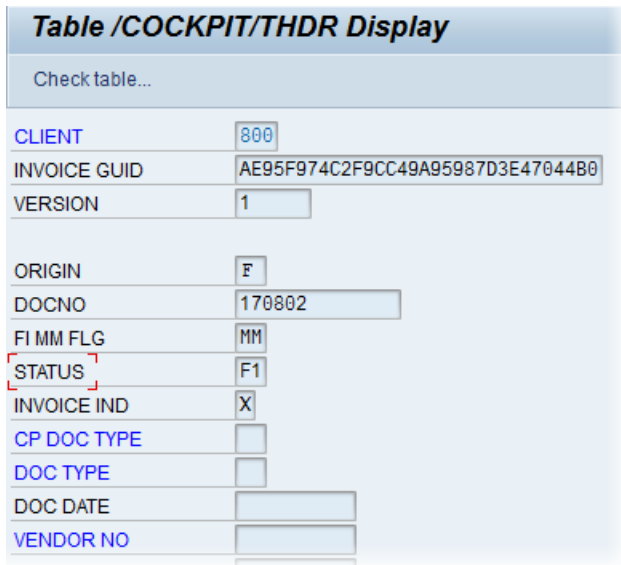 Table /COCKPIT/THDR Display
Check table...
CLIENT 800
INVOICE GUID AE95F974C2F9CC49A95987D3E47044B0
VERSION 1
ORIGIN F
DOCNO 170802
FI MM FLG MM
STATUS F1
INVOICE IND X
CP DOC TYPE
DOC TYPE
DOC DATE
VENDOR NO